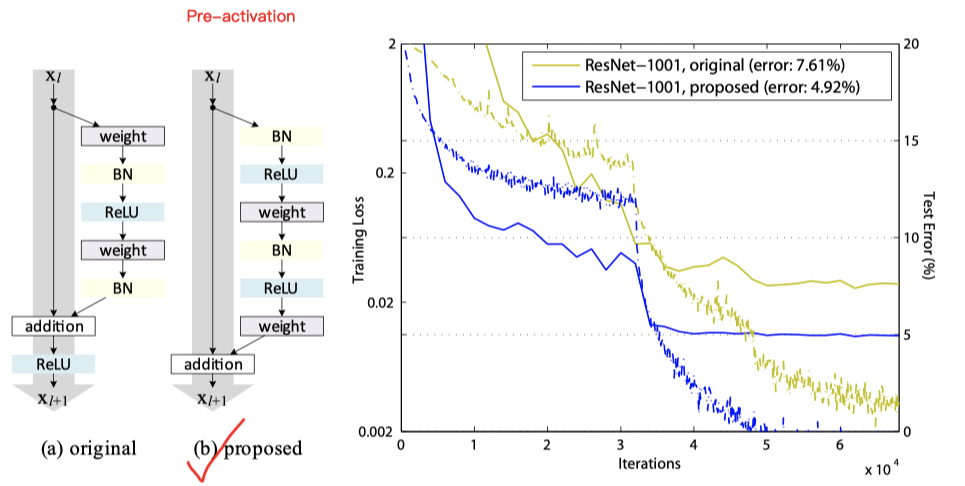 Pre-activation
xl
weight
BN
ReLU
weight
BN
addition
ReLU
xl+1
(a) original
xl
BN
ReLU
weight
BN
ReLU
weight
addition
xl+1
(b) proposed
ResNet-1001, original (error: 7.61%)
ResNet-1001, proposed (error: 4.92%)
2
0.2
0.02
0.002
Training Loss
0 1 2 3 4 5 6
Iterations
x 10^4
20
15
10
5
0
Test Error (%)